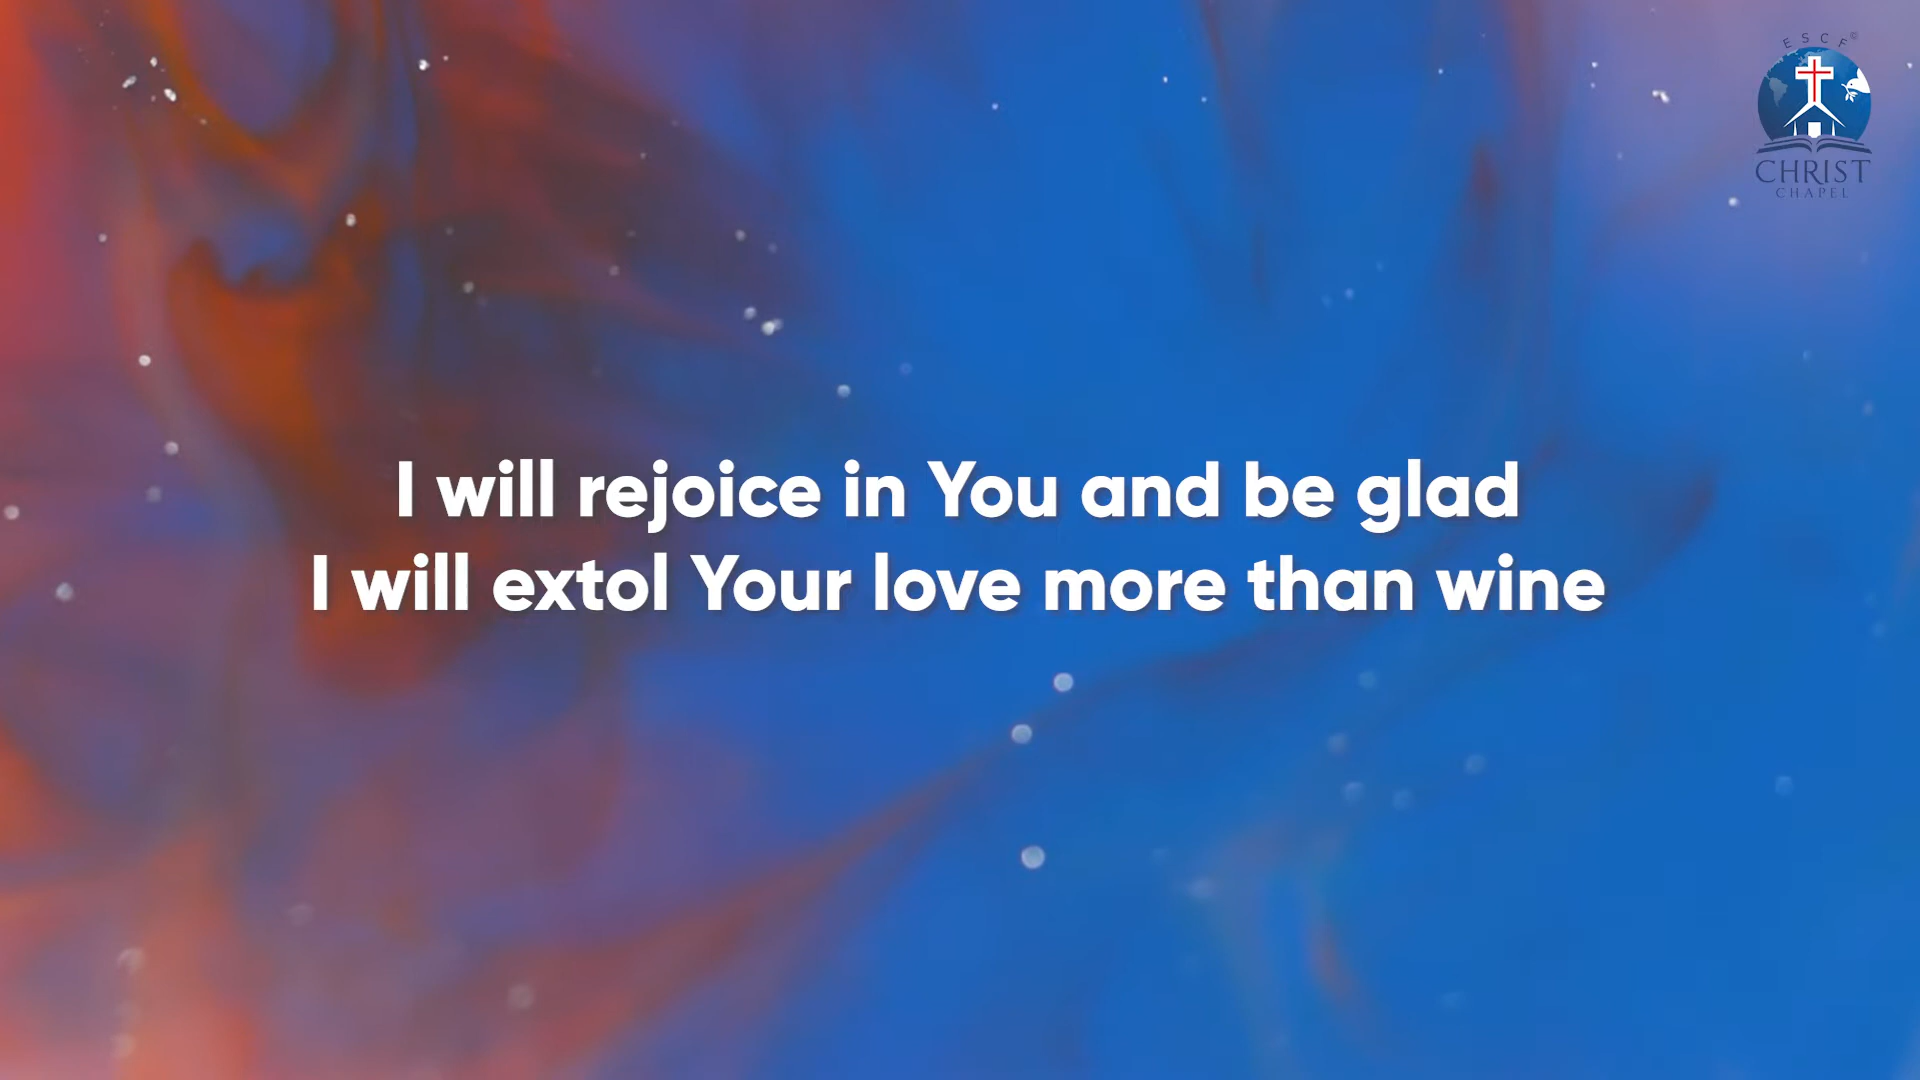 ESCF®
CHRIST
CHAPEL
I will rejoice in You and be glad
I will extol Your love more than wine